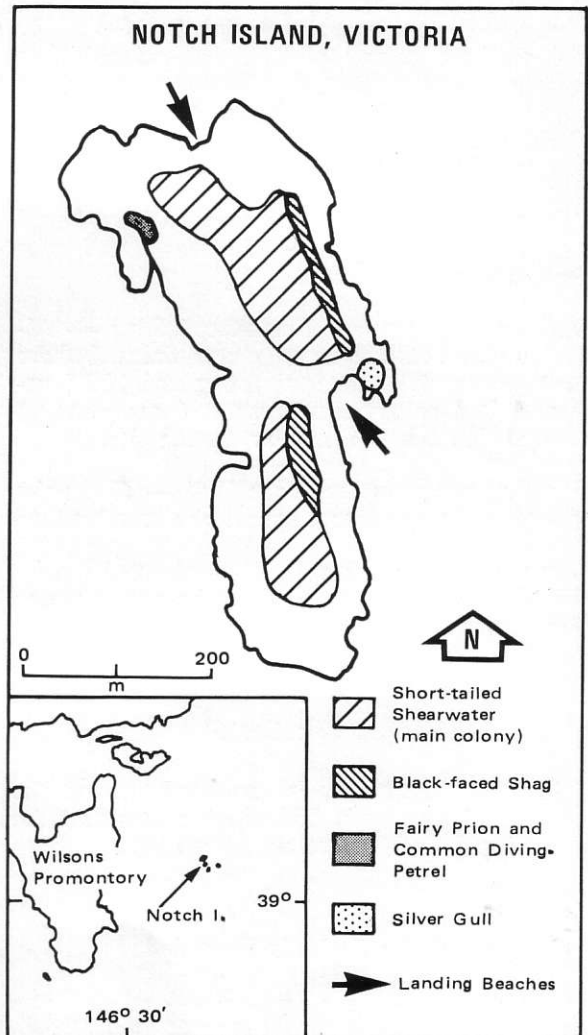 NOTCH ISLAND, VICTORIA
N
0 200
m
Short-tailed
Shearwater
(main colony)
Black-faced Shag
Fairy Prion and
Common Diving-
Petrel
Silver Gull
Landing Beaches
Wilsons
Promontory
Notch I.
39°
146° 30′